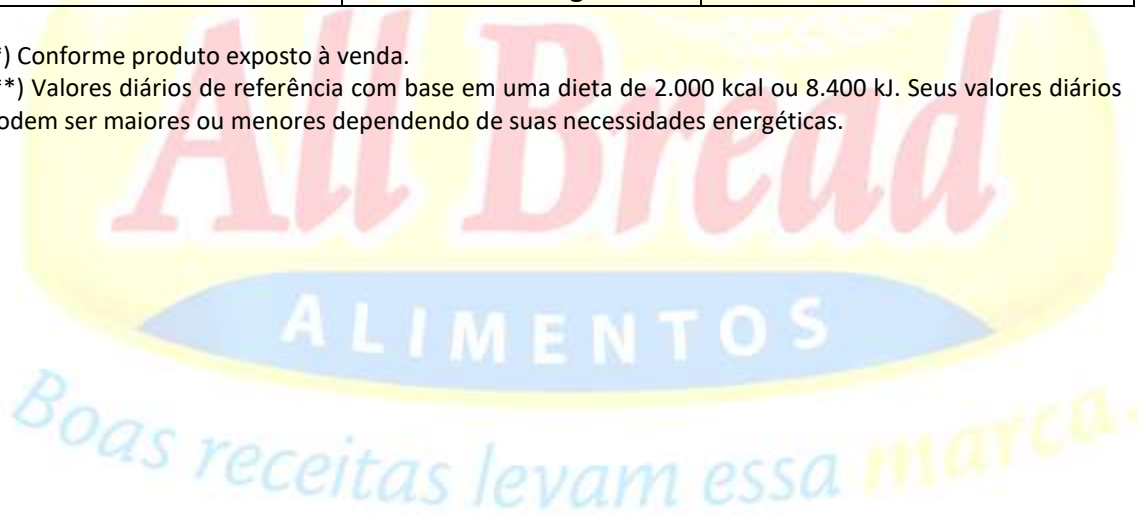 *) Conforme produto exposto à venda.
**) Valores diários de referência com base em uma dieta de 2.000 kcal ou 8.400 kJ. Seus valores diários
odem ser maiores ou menores dependendo de suas necessidades energéticas.
All Bread
ALIMENTOS
Boas receitas levam essa marca.